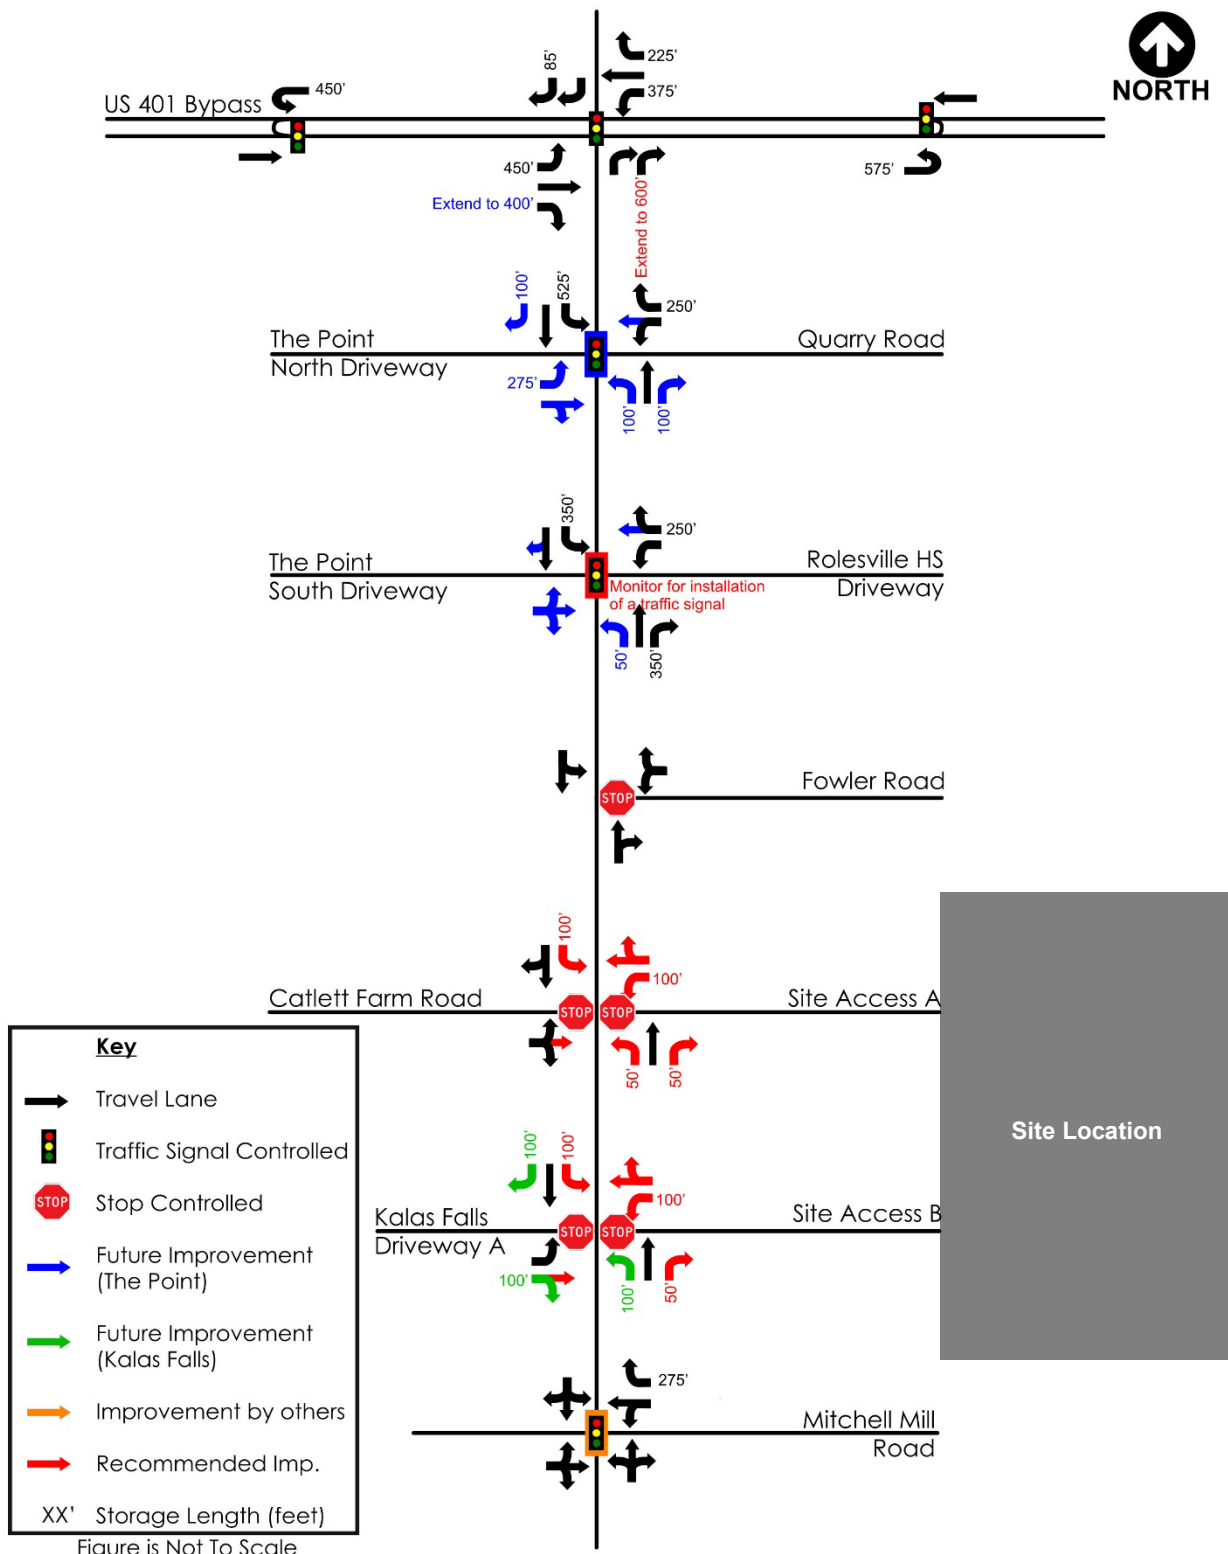 NORTH
85'
225'
375'
US 401 Bypass
450'
450'
Extend to 400'
Extend to 600'
575'
100'
525'
250'
The Point
North Driveway
Quarry Road
275'
100'
100'
350'
250'
The Point
South Driveway
Rolesville HS
Driveway
Monitor for installation
of a traffic signal
50'
350'
Fowler Road
STOP
100'
100'
Catlett Farm Road
STOP
STOP
Site Access A
50'
50'
Site Location
100'
100'
100'
Kalas Falls
Driveway A
STOP
STOP
Site Access B
100'
100'
50'
275'
Mitchell Mill
Road
Key
Travel Lane
Traffic Signal Controlled
STOP Stop Controlled
Future Improvement
(The Point)
Future Improvement
(Kalas Falls)
Improvement by others
Recommended Imp.
XX' Storage Length (feet)
Figure is Not To Scale